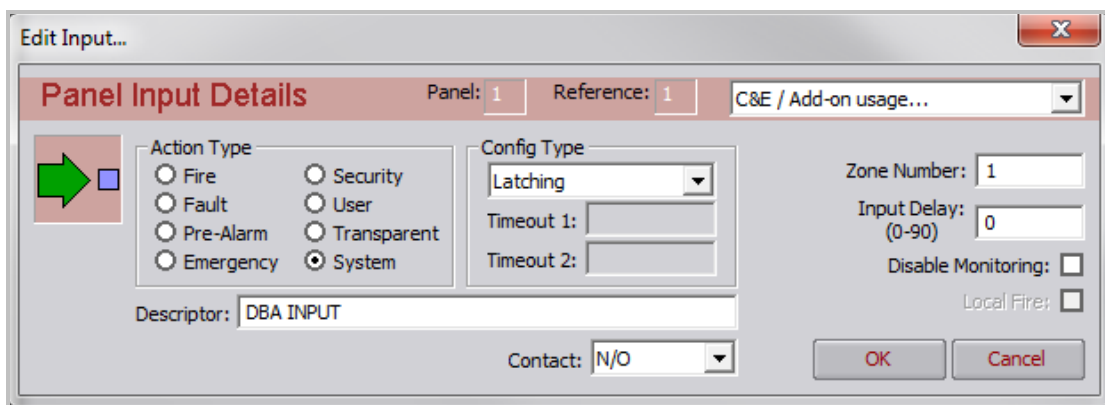 Edit Input...
Panel Input Details Panel: 1 Reference: 1 C&E / Add-on usage...
Action Type
Fire Security
Fault User
Pre-Alarm Transparent
Emergency System
Config Type
Latching
Timeout 1:
Timeout 2:
Zone Number: 1
Input Delay: 0
(0-90)
Disable Monitoring:
Local Fire:
Descriptor: DBA INPUT
Contact: N/O
OK Cancel